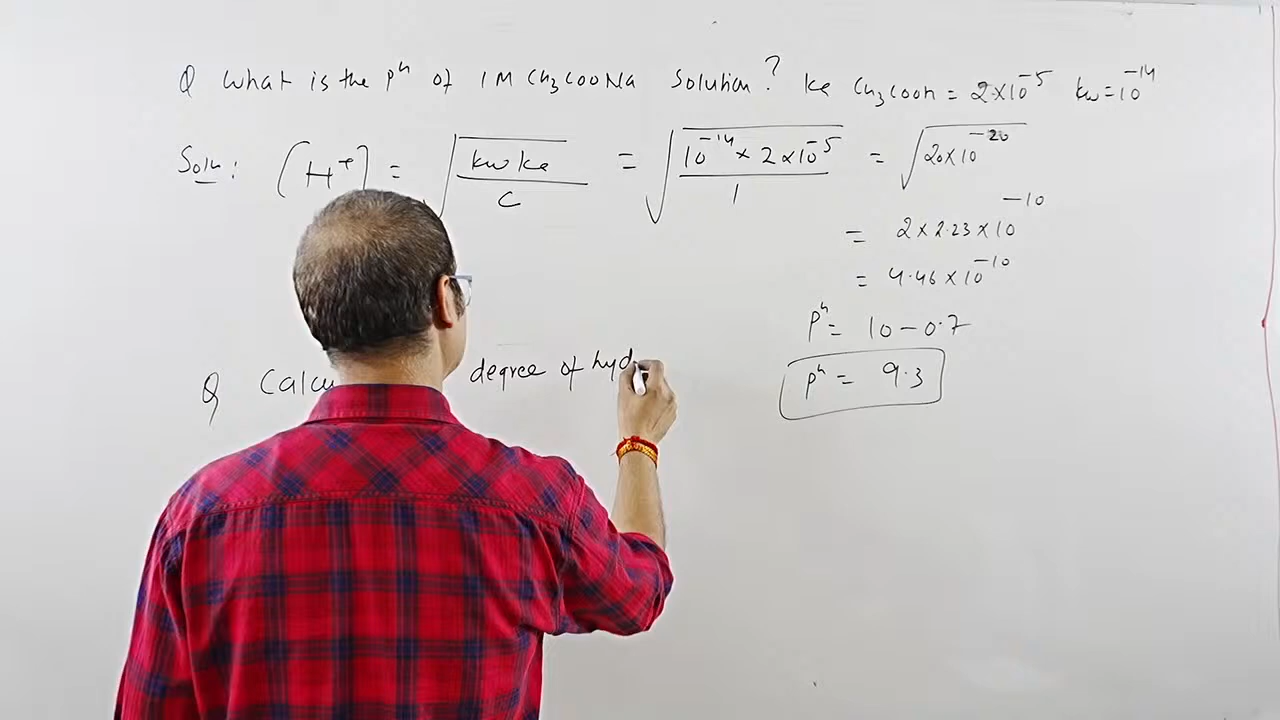 Q What is the pH of 1M CH3COONa Solution? ka CH3COOH = 2×10^-5 kw = 10^-14
Soln: [H+] = √(kw ka / C) = √(10^-14 × 2×10^-5 / 1) = √(20×10^-20)
= 2×2.23×10^-10
= 4.46×10^-10
pH = 10 - 0.7
pH = 9.3
Q Calcu degree of hyd